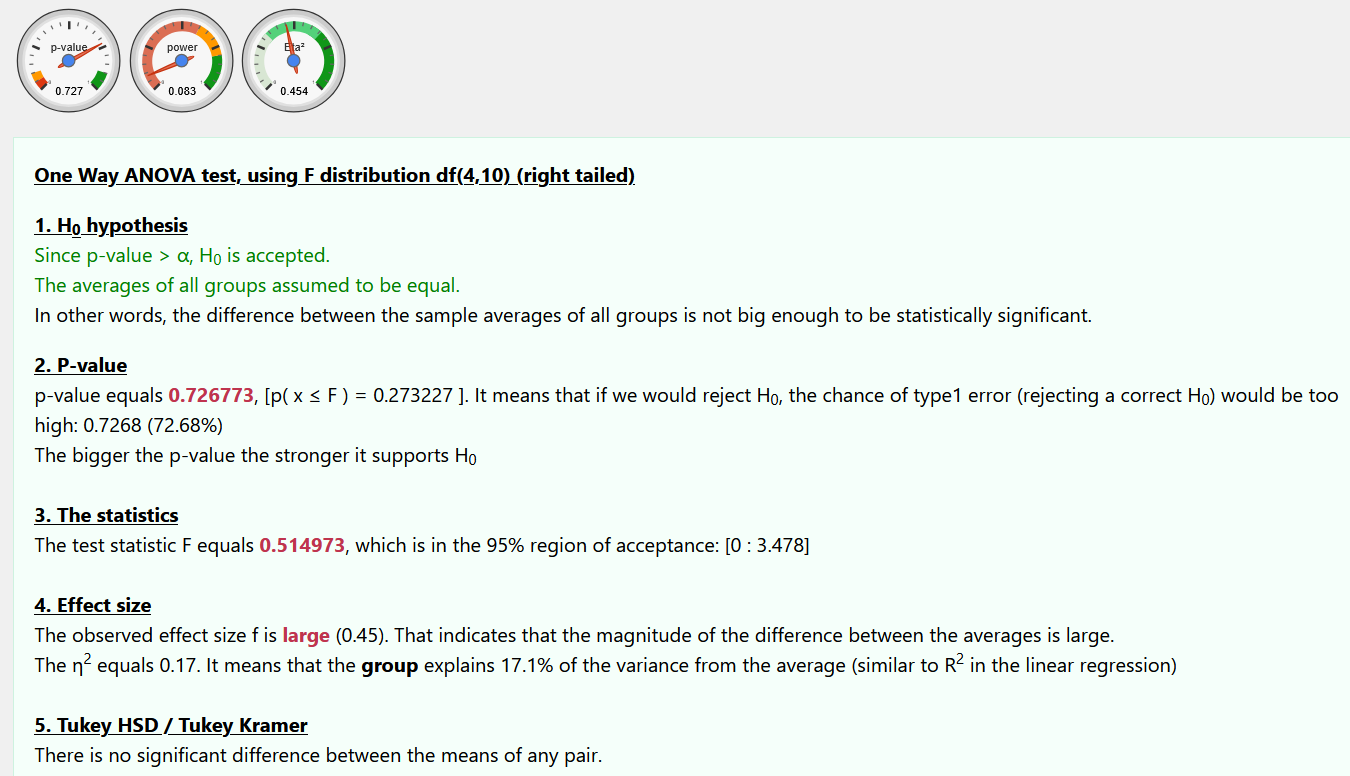 p-value power Eta²
0.727 0.083 0.454
One Way ANOVA test, using F distribution df(4,10) (right tailed)
1. H₀ hypothesis
Since p-value > α, H₀ is accepted.
The averages of all groups assumed to be equal.
In other words, the difference between the sample averages of all groups is not big enough to be statistically significant.
2. P-value
p-value equals 0.726773, [p( x ≤ F ) = 0.273227 ]. It means that if we would reject H₀, the chance of type1 error (rejecting a correct H₀) would be too
high: 0.7268 (72.68%)
The bigger the p-value the stronger it supports H₀
3. The statistics
The test statistic F equals 0.514973, which is in the 95% region of acceptance: [0 : 3.478]
4. Effect size
The observed effect size f is large (0.45). That indicates that the magnitude of the difference between the averages is large.
The η² equals 0.17. It means that the group explains 17.1% of the variance from the average (similar to R² in the linear regression)
5. Tukey HSD / Tukey Kramer
There is no significant difference between the means of any pair.